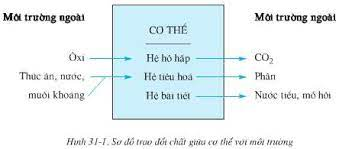 Môi trường ngoài
CƠ THỂ
Môi trường ngoài
Ôxi
Hệ hô hấp
CO2
Thức ăn, nước,
muối khoáng
Hệ tiêu hoá
Phân
Hệ bài tiết
Nước tiểu, mồ hôi
Hình 31-1. Sơ đồ trao đổi chất giữa cơ thể với môi trường